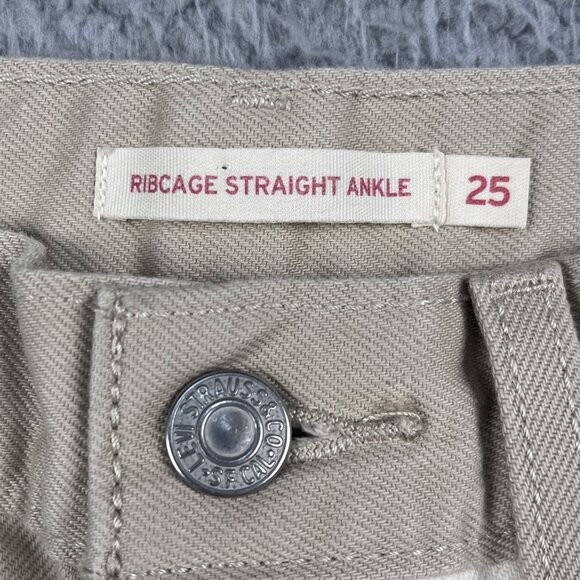 RIBCAGE STRAIGHT ANKLE 25
LEVI STRAUSS & CO.
S.F. CAL.